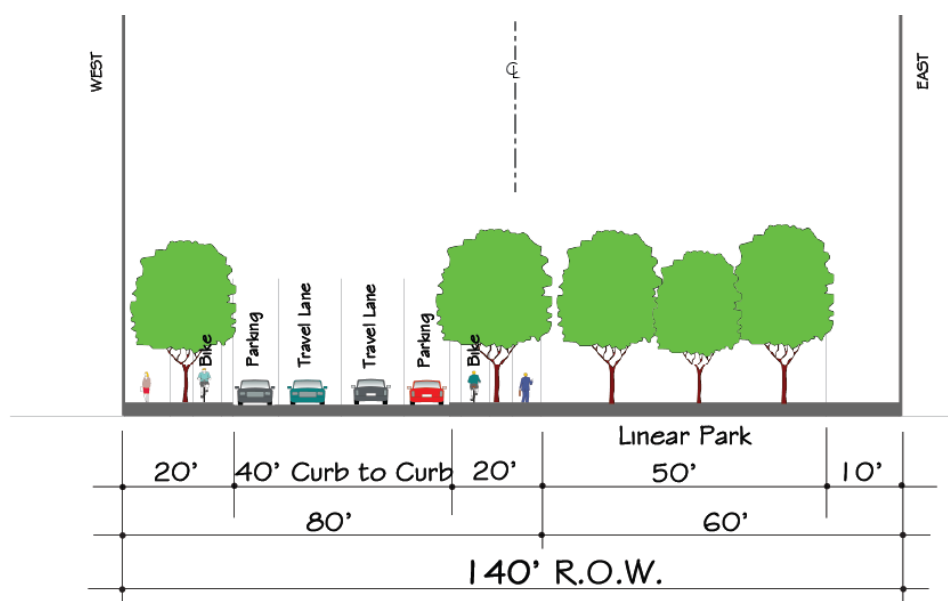 WEST
℄
EAST
Bike
Parking
Travel Lane
Travel Lane
Parking
Bike
Linear Park
20'
40' Curb to Curb
20'
50'
10'
80'
60'
140' R.O.W.